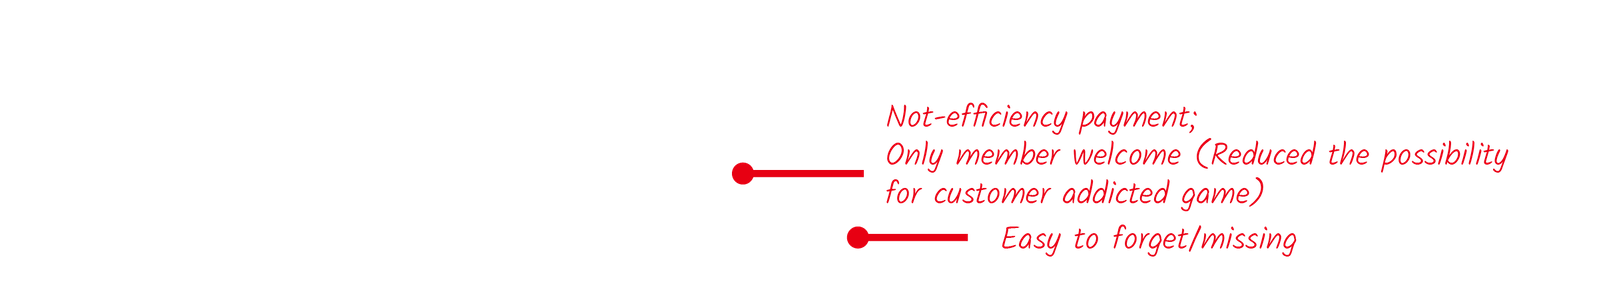 Not-efficiency payment;
Only member welcome (Reduced the possibility
for customer addicted game)
Easy to forget/missing